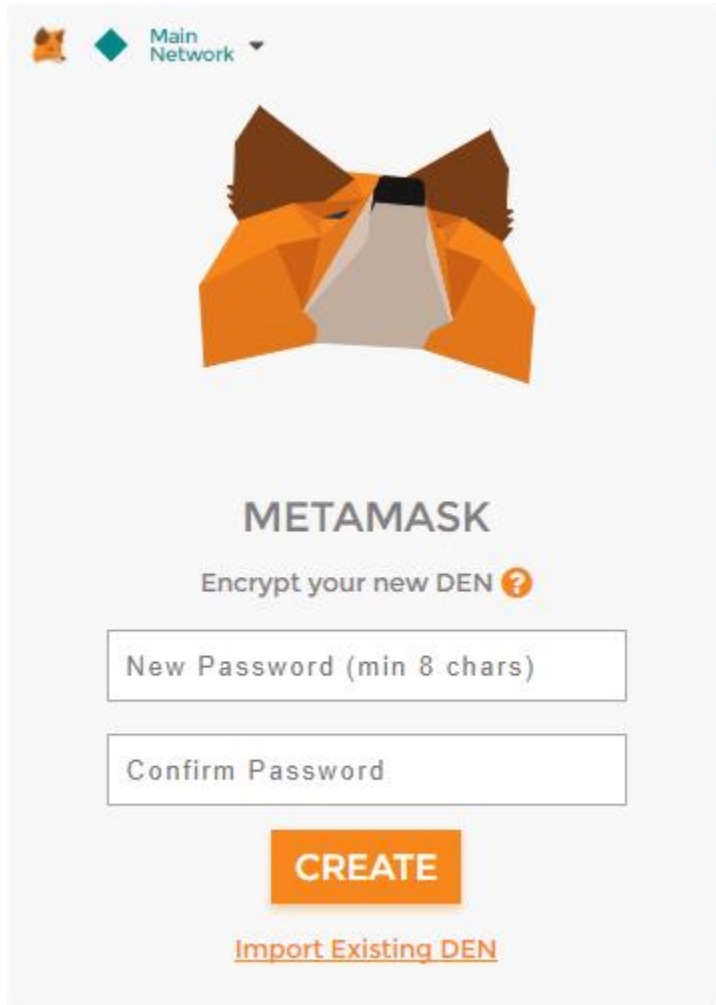 Main
Network
METAMASK
Encrypt your new DEN ?
New Password (min 8 chars)
Confirm Password
CREATE
Import Existing DEN